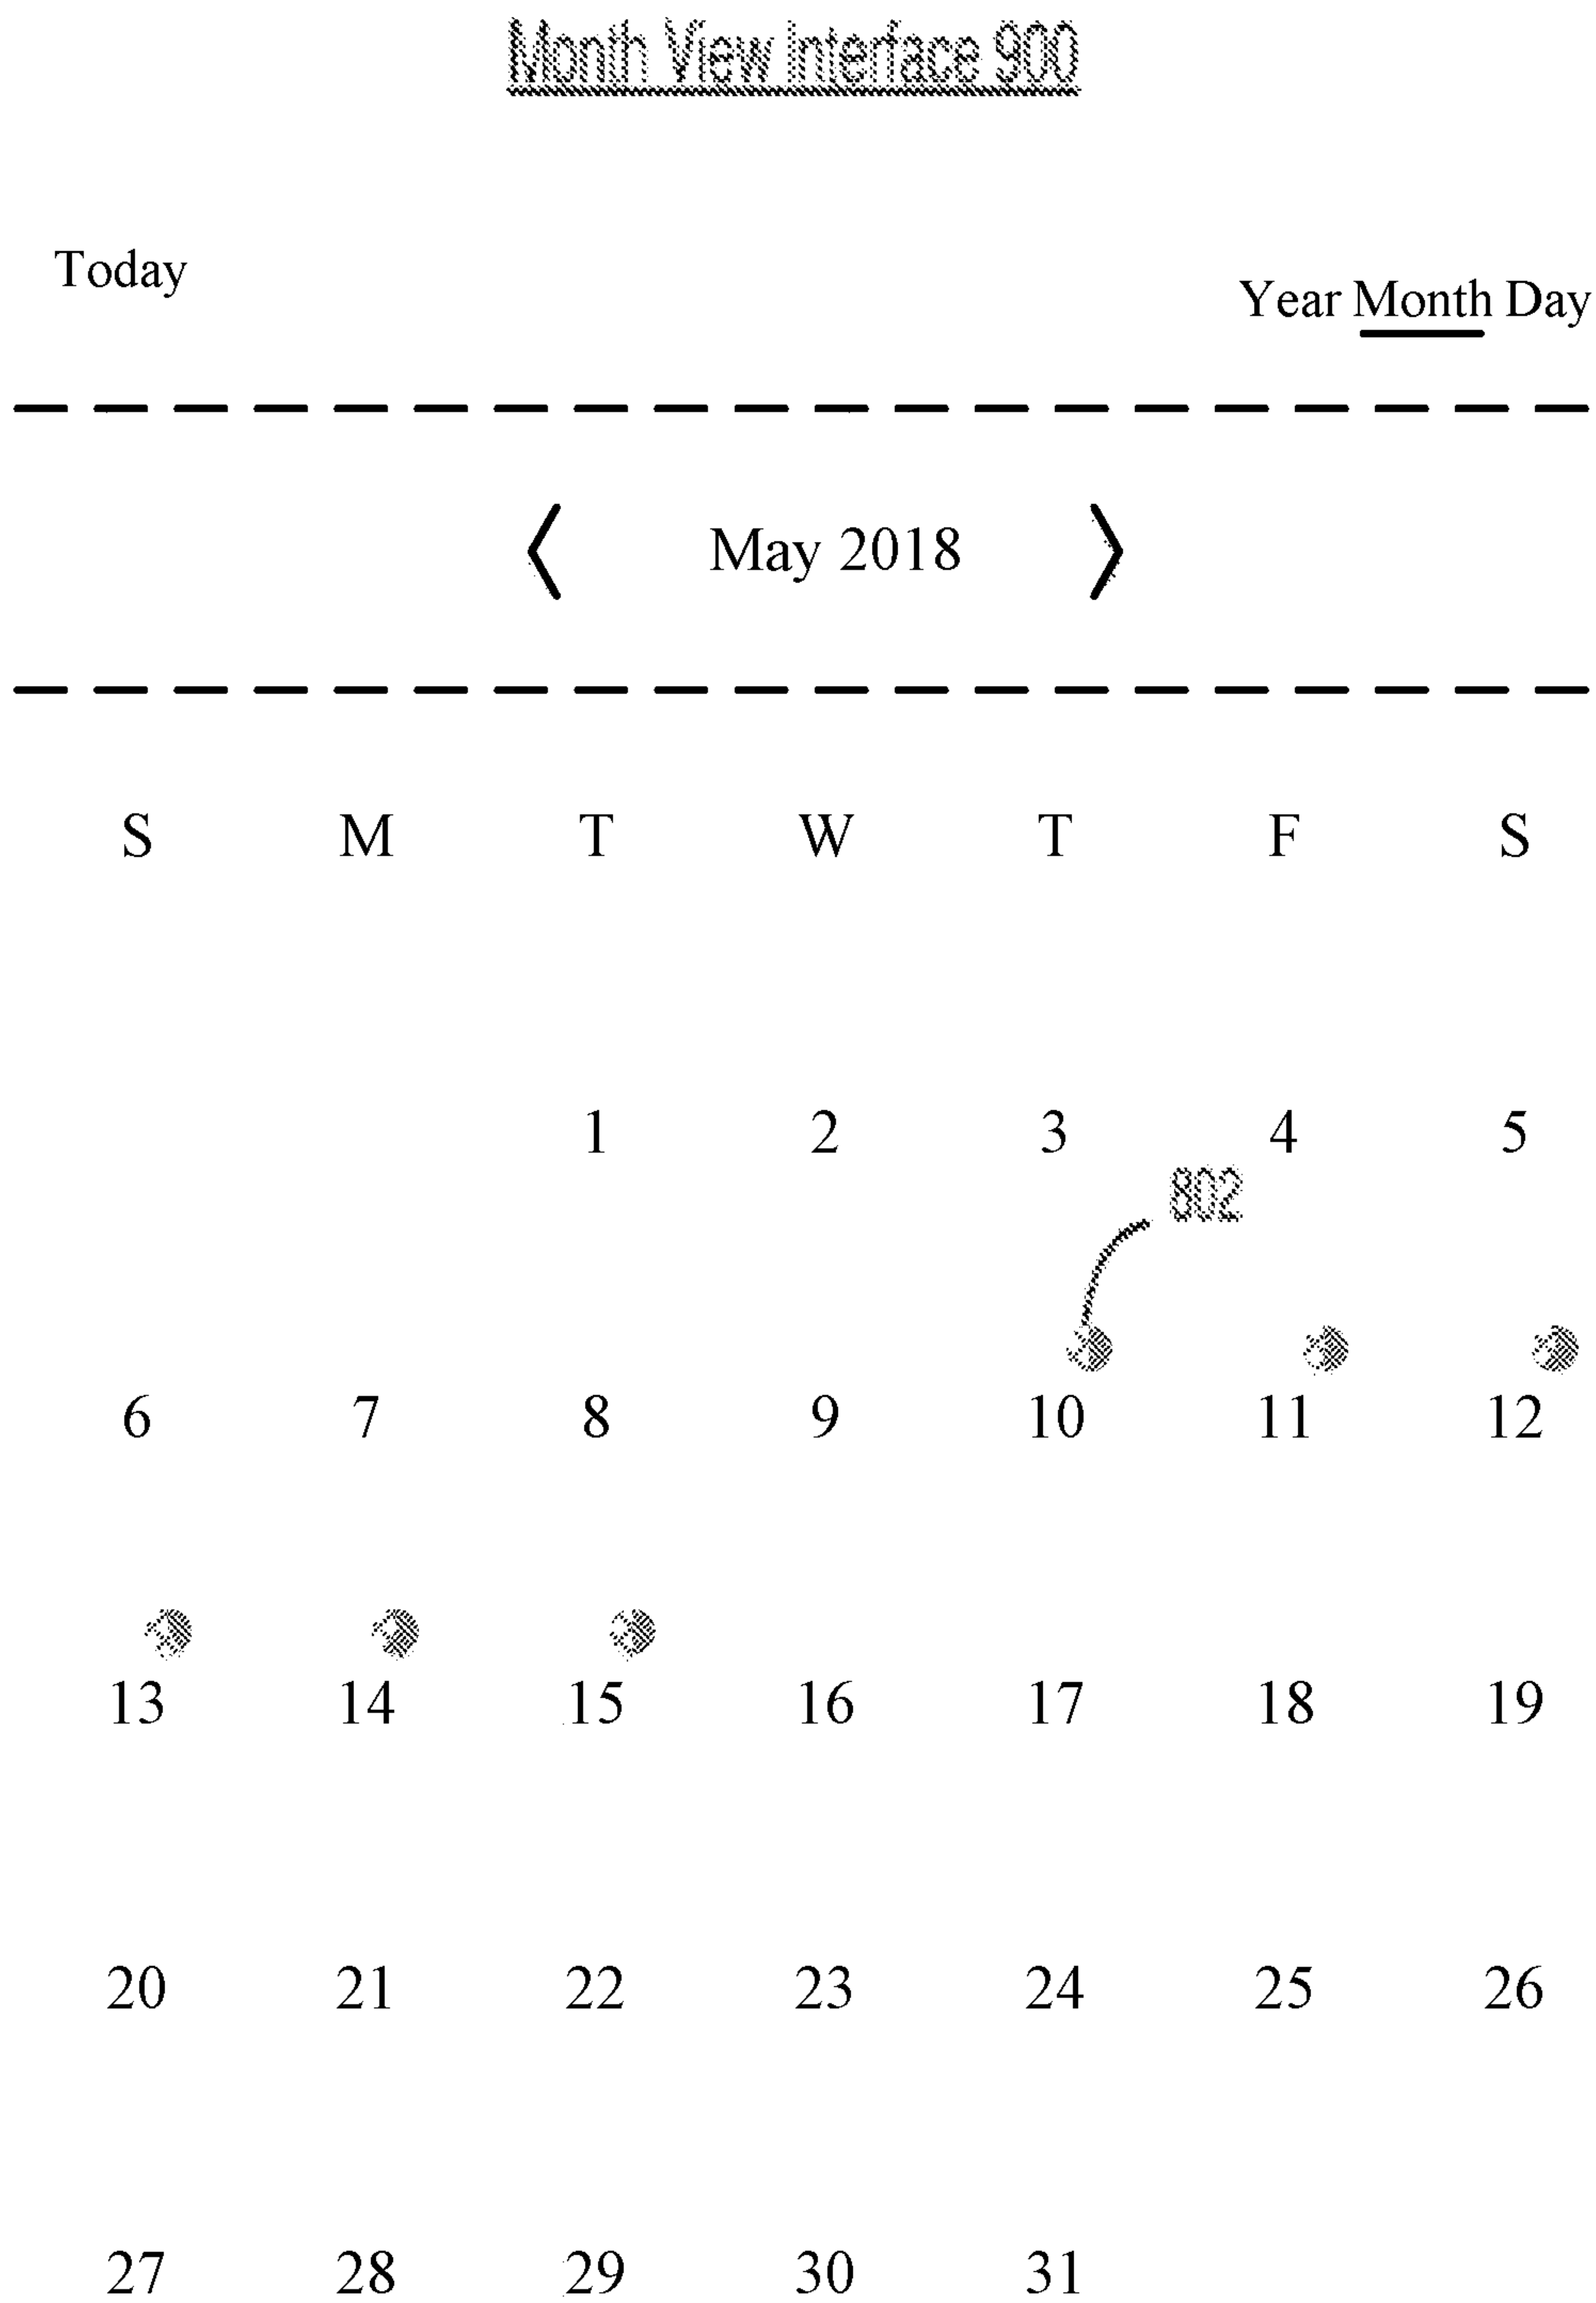 Month View Interface 900
Today
Year Month Day
May 2018
S M T W T F S
1 2 3 4 5
802
6 7 8 9 10 11 12
13 14 15 16 17 18 19
20 21 22 23 24 25 26
27 28 29 30 31